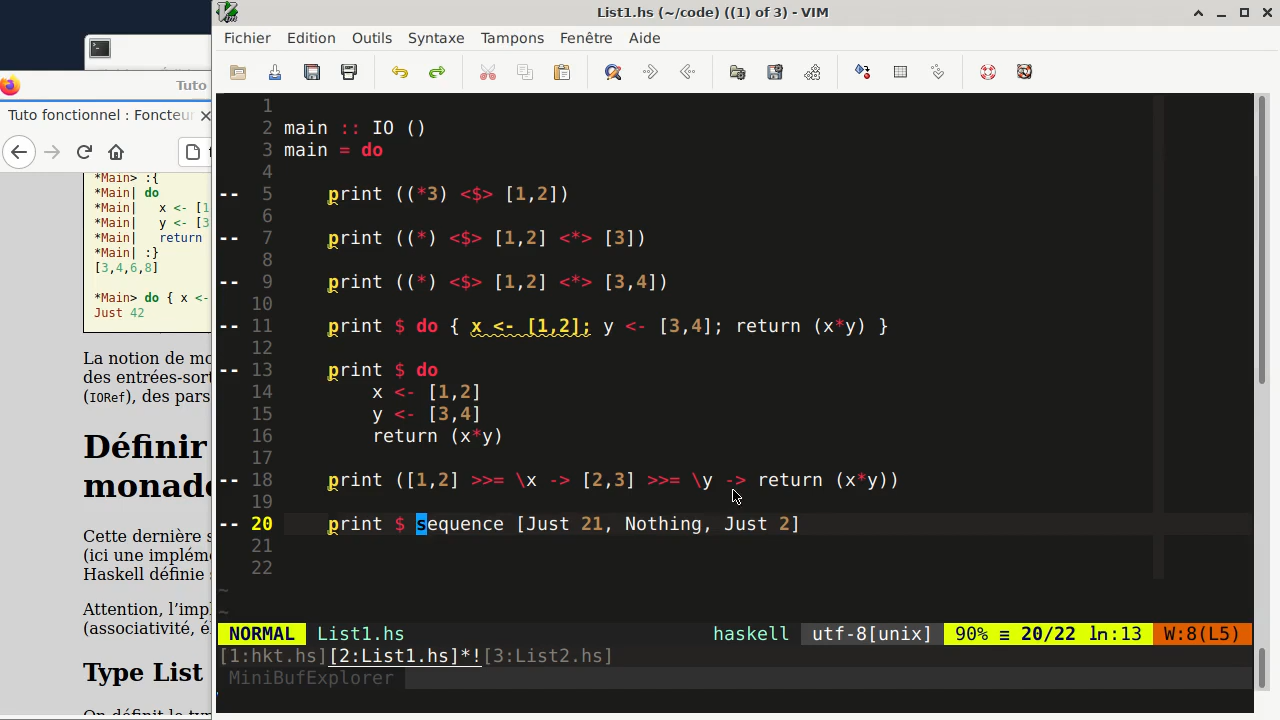 List1.hs (~/code) ((1) of 3) - VIM
Fichier Edition Outils Syntaxe Tampons Fenêtre Aide
Tuto
Tuto fonctionnel : Foncteu
*Main> :{
*Main| do
*Main|   x <- [1
*Main|   y <- [3
*Main|   return
*Main| :}
[3,4,6,8]
*Main> do { x <-
Just 42
La notion de mo
des entrées-sort
(IORef), des pars
Définir
monade
Cette dernière s
(ici une impléme
Haskell définie s
Attention, l'impl
(associativité, é
Type List
On définit le typ
1
2 main :: IO ()
3 main = do
4
-- 5     print ((*3) <$> [1,2])
6
-- 7     print ((*) <$> [1,2] <*> [3])
8
-- 9     print ((*) <$> [1,2] <*> [3,4])
10
-- 11     print $ do { x <- [1,2]; y <- [3,4]; return (x*y) }
12
-- 13     print $ do
14         x <- [1,2]
15         y <- [3,4]
16         return (x*y)
17
-- 18     print ([1,2] >>= \x -> [2,3] >>= \y -> return (x*y))
19
-- 20     print $ sequence [Just 21, Nothing, Just 2]
21
22
~
~
NORMAL List1.hs haskell utf-8[unix] 90% ≡ 20/22 ln:13 W:8(L5)
[1:hkt.hs][2:List1.hs]*![3:List2.hs]
MiniBufExplorer